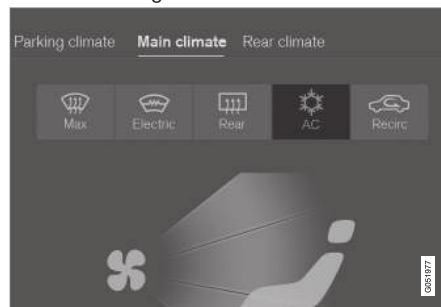 Parking climate Main climate Rear climate
Max Electric Rear AC Recirc
G051977